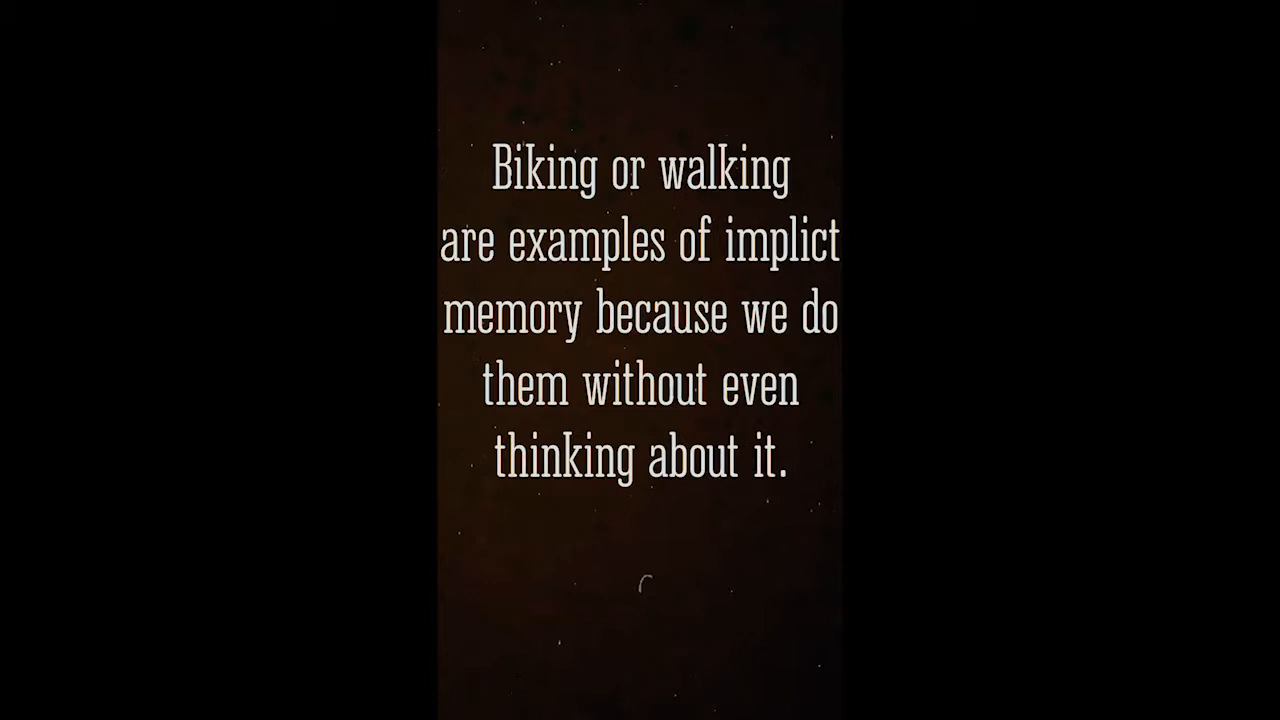 Biking or walking
are examples of implict
memory because we do
them without even
thinking about it.